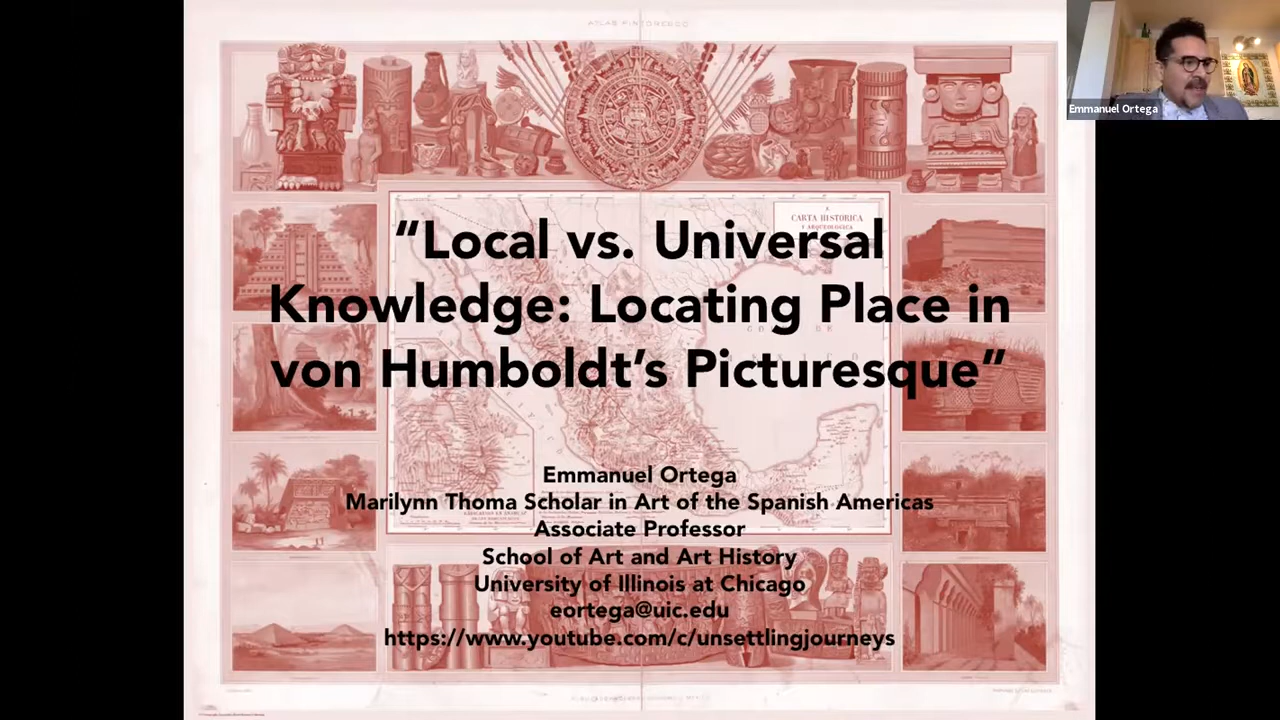 ATLAS PINTORESCO
Emmanuel Ortega
CARTA HISTORICA
Y ARQUEOLOGICA
“Local vs. Universal
Knowledge: Locating Place in
von Humboldt’s Picturesque”
Emmanuel Ortega
Marilynn Thoma Scholar in Art of the Spanish Americas
Associate Professor
School of Art and Art History
University of Illinois at Chicago
eortega@uic.edu
https://www.youtube.com/c/unsettlingjourneys